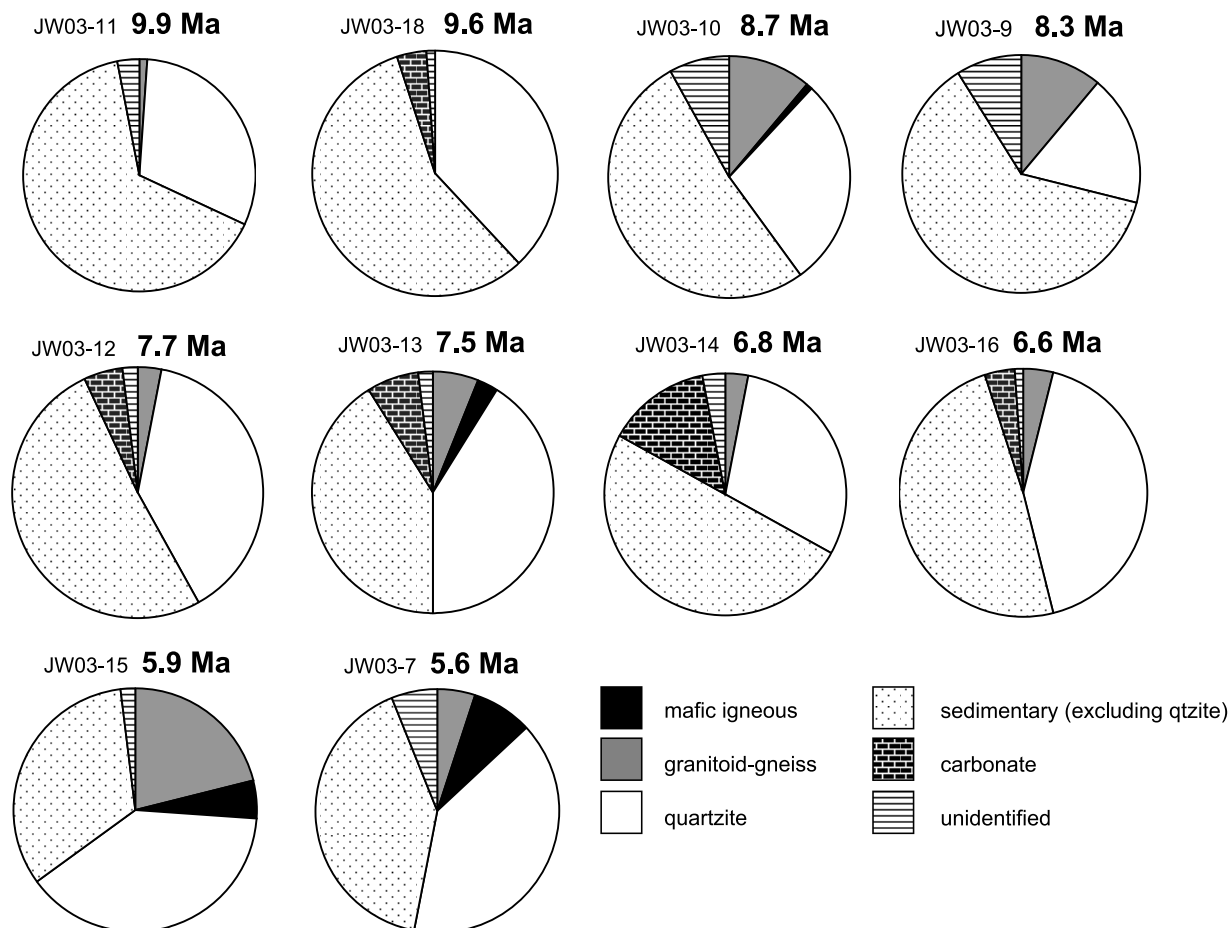 JW03-11 9.9 Ma
JW03-18 9.6 Ma
JW03-10 8.7 Ma
JW03-9 8.3 Ma
JW03-12 7.7 Ma
JW03-13 7.5 Ma
JW03-14 6.8 Ma
JW03-16 6.6 Ma
JW03-15 5.9 Ma
JW03-7 5.6 Ma
mafic igneous
granitoid-gneiss
quartzite
sedimentary (excluding qtzite)
carbonate
unidentified